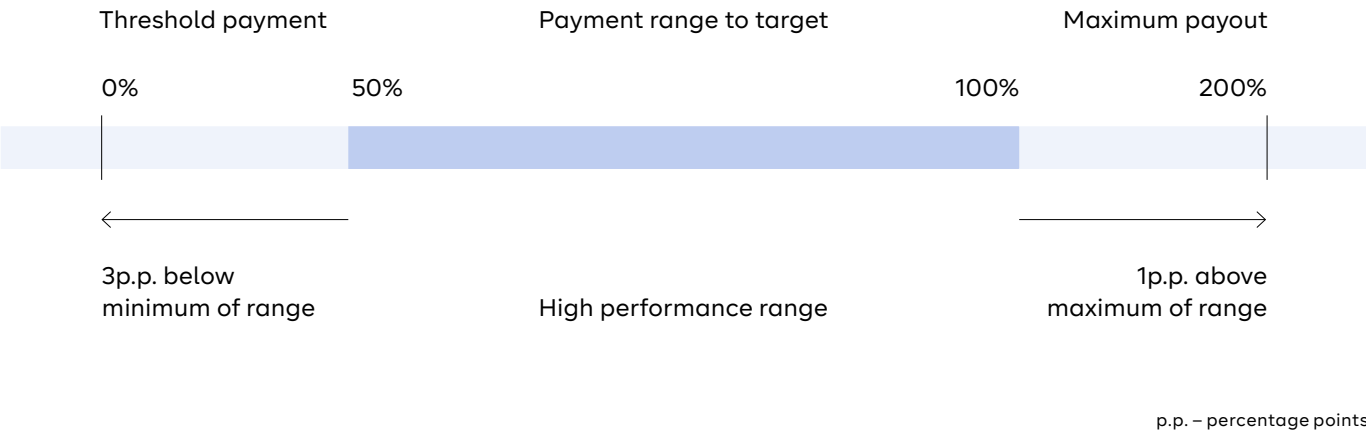 Threshold payment
Payment range to target
Maximum payout
0%
50%
100%
200%
3p.p. below
minimum of range
High performance range
1p.p. above
maximum of range
p.p. – percentage points